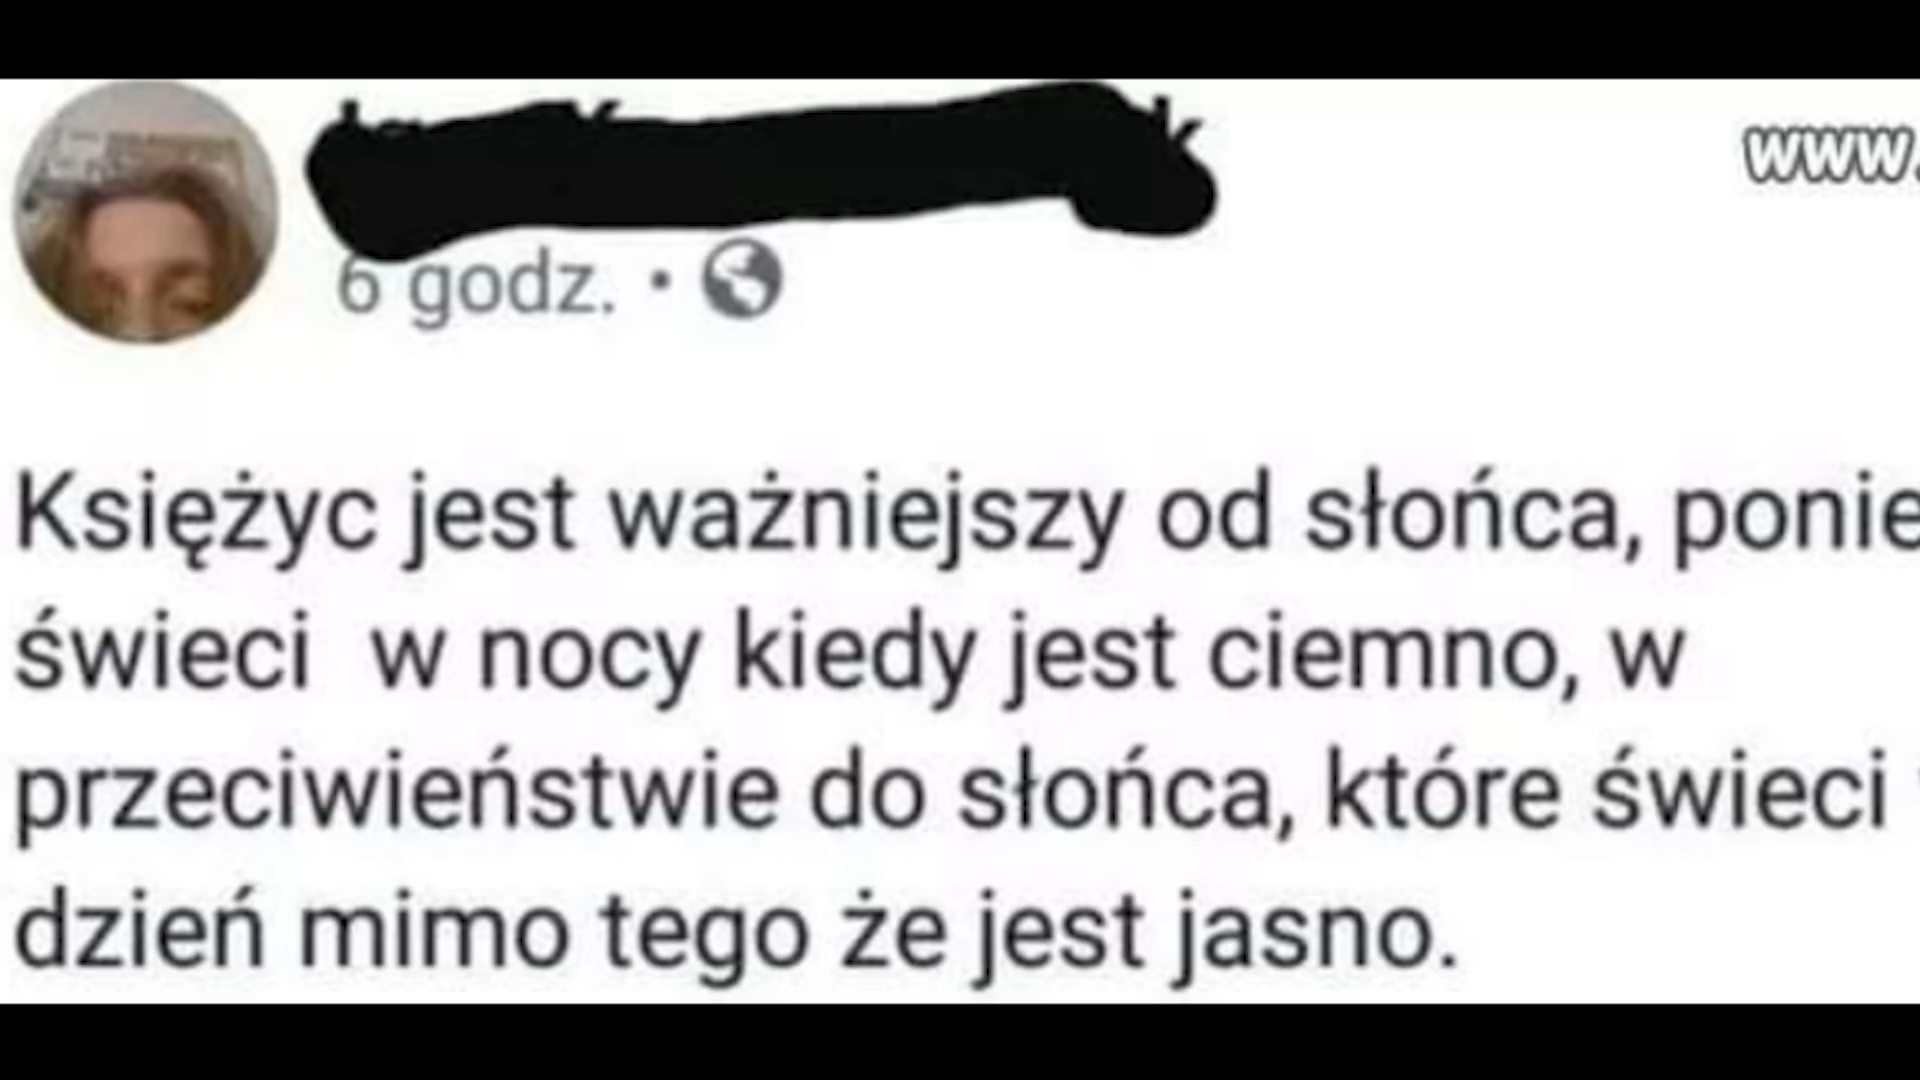 www.
6 godz. •
Księżyc jest ważniejszy od słońca, ponie
świeci w nocy kiedy jest ciemno, w
przeciwieństwie do słońca, które świeci
dzień mimo tego że jest jasno.